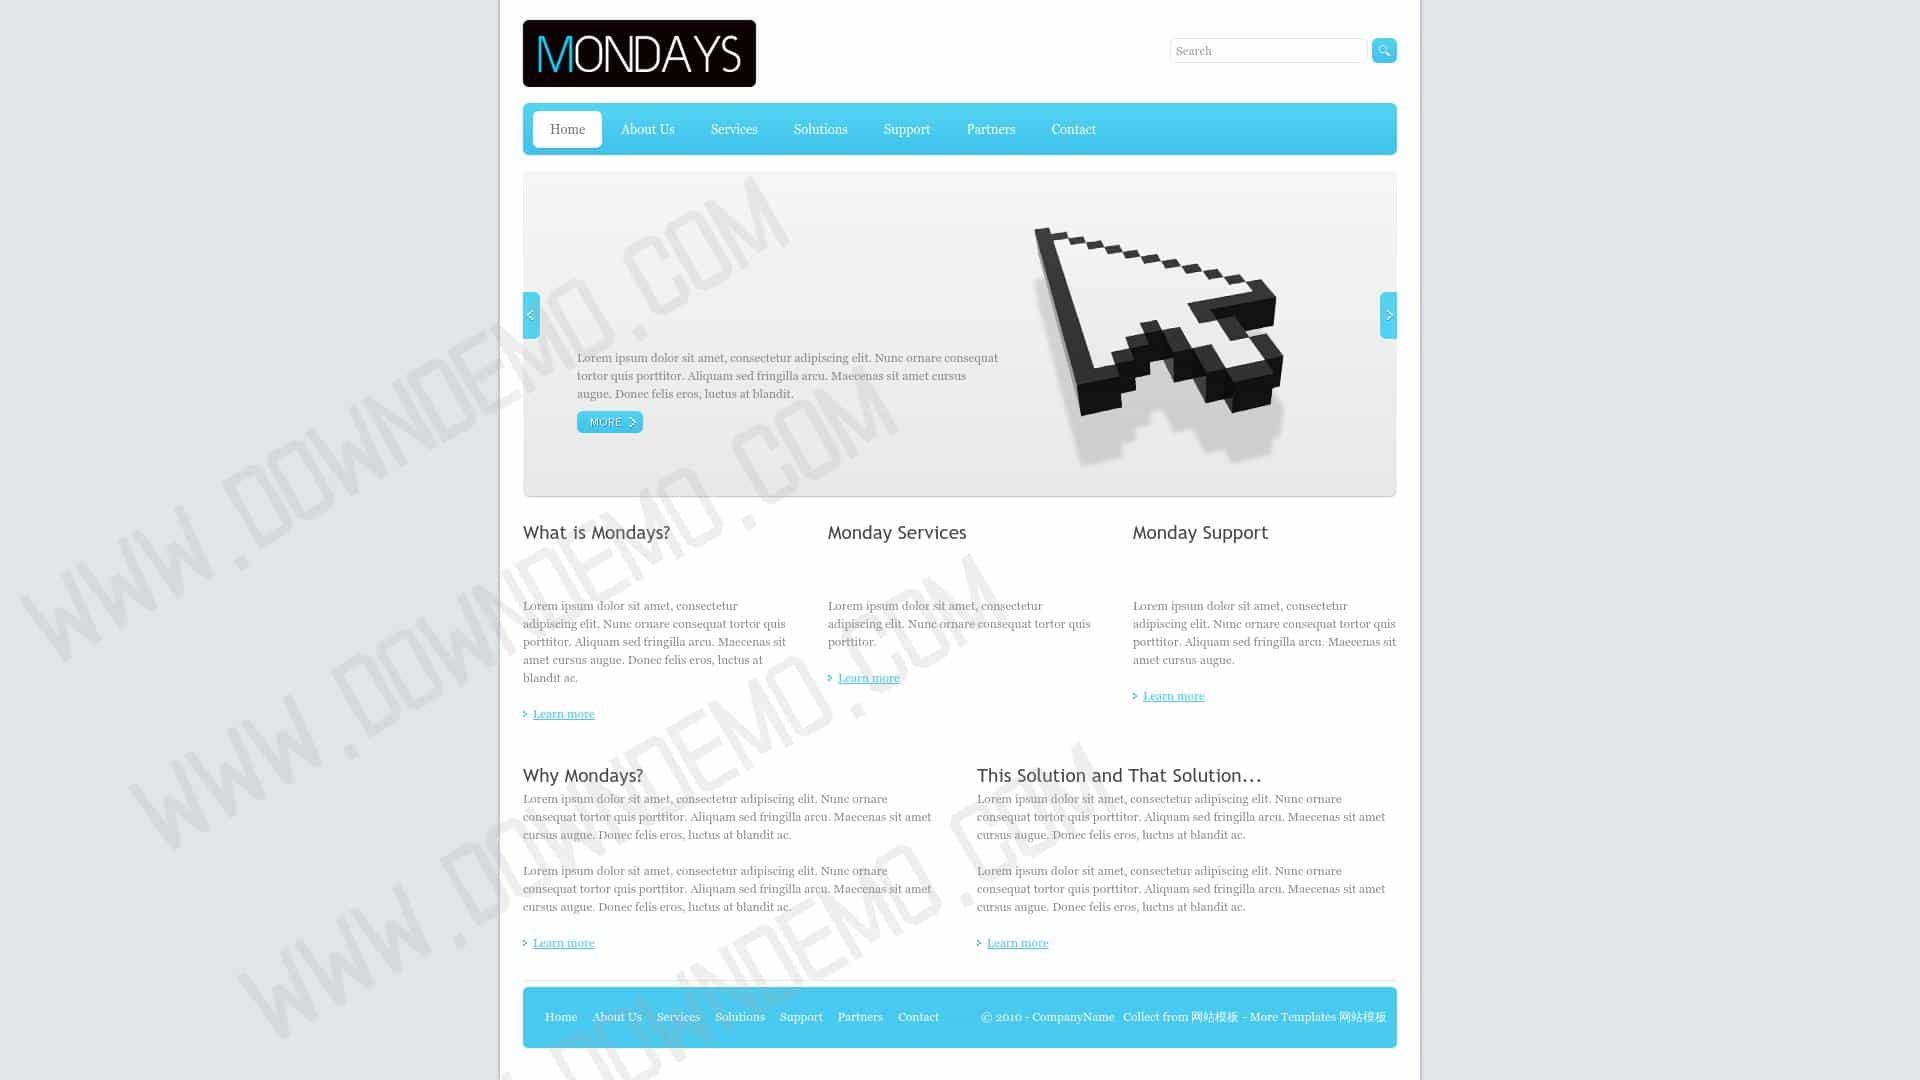 MONDAYS
Search
Home About Us Services Solutions Support Partners Contact
Lorem ipsum dolor sit amet, consectetur adipiscing elit. Nunc ornare consequat
tortor quis porttitor. Aliquam sed fringilla arcu. Maecenas sit amet cursus
augue. Donec felis eros, luctus at blandit.
MORE
What is Mondays?
Lorem ipsum dolor sit amet, consectetur
adipiscing elit. Nunc ornare consequat tortor quis
porttitor. Aliquam sed fringilla arcu. Maecenas sit
amet cursus augue. Donec felis eros, luctus at
blandit ac.
Learn more
Monday Services
Lorem ipsum dolor sit amet, consectetur
adipiscing elit. Nunc ornare consequat tortor quis
porttitor.
Learn more
Monday Support
Lorem ipsum dolor sit amet, consectetur
adipiscing elit. Nunc ornare consequat tortor quis
porttitor. Aliquam sed fringilla arcu. Maecenas sit
amet cursus augue.
Learn more
Why Mondays?
Lorem ipsum dolor sit amet, consectetur adipiscing elit. Nunc ornare
consequat tortor quis porttitor. Aliquam sed fringilla arcu. Maecenas sit amet
cursus augue. Donec felis eros, luctus at blandit ac.
Lorem ipsum dolor sit amet, consectetur adipiscing elit. Nunc ornare
consequat tortor quis porttitor. Aliquam sed fringilla arcu. Maecenas sit amet
cursus augue. Donec felis eros, luctus at blandit ac.
Learn more
This Solution and That Solution...
Lorem ipsum dolor sit amet, consectetur adipiscing elit. Nunc ornare
consequat tortor quis porttitor. Aliquam sed fringilla arcu. Maecenas sit amet
cursus augue. Donec felis eros, luctus at blandit ac.
Lorem ipsum dolor sit amet, consectetur adipiscing elit. Nunc ornare
consequat tortor quis porttitor. Aliquam sed fringilla arcu. Maecenas sit amet
cursus augue. Donec felis eros, luctus at blandit ac.
Learn more
Home About Us Services Solutions Support Partners Contact © 2010 - CompanyName Collect from 网站模板 - More Templates 网站模板
WWW.DOWNDEMO.COM
WWW.DOWNDEMO.COM
WWW.DOWNDEMO.COM
.DOWNDEMO.COM